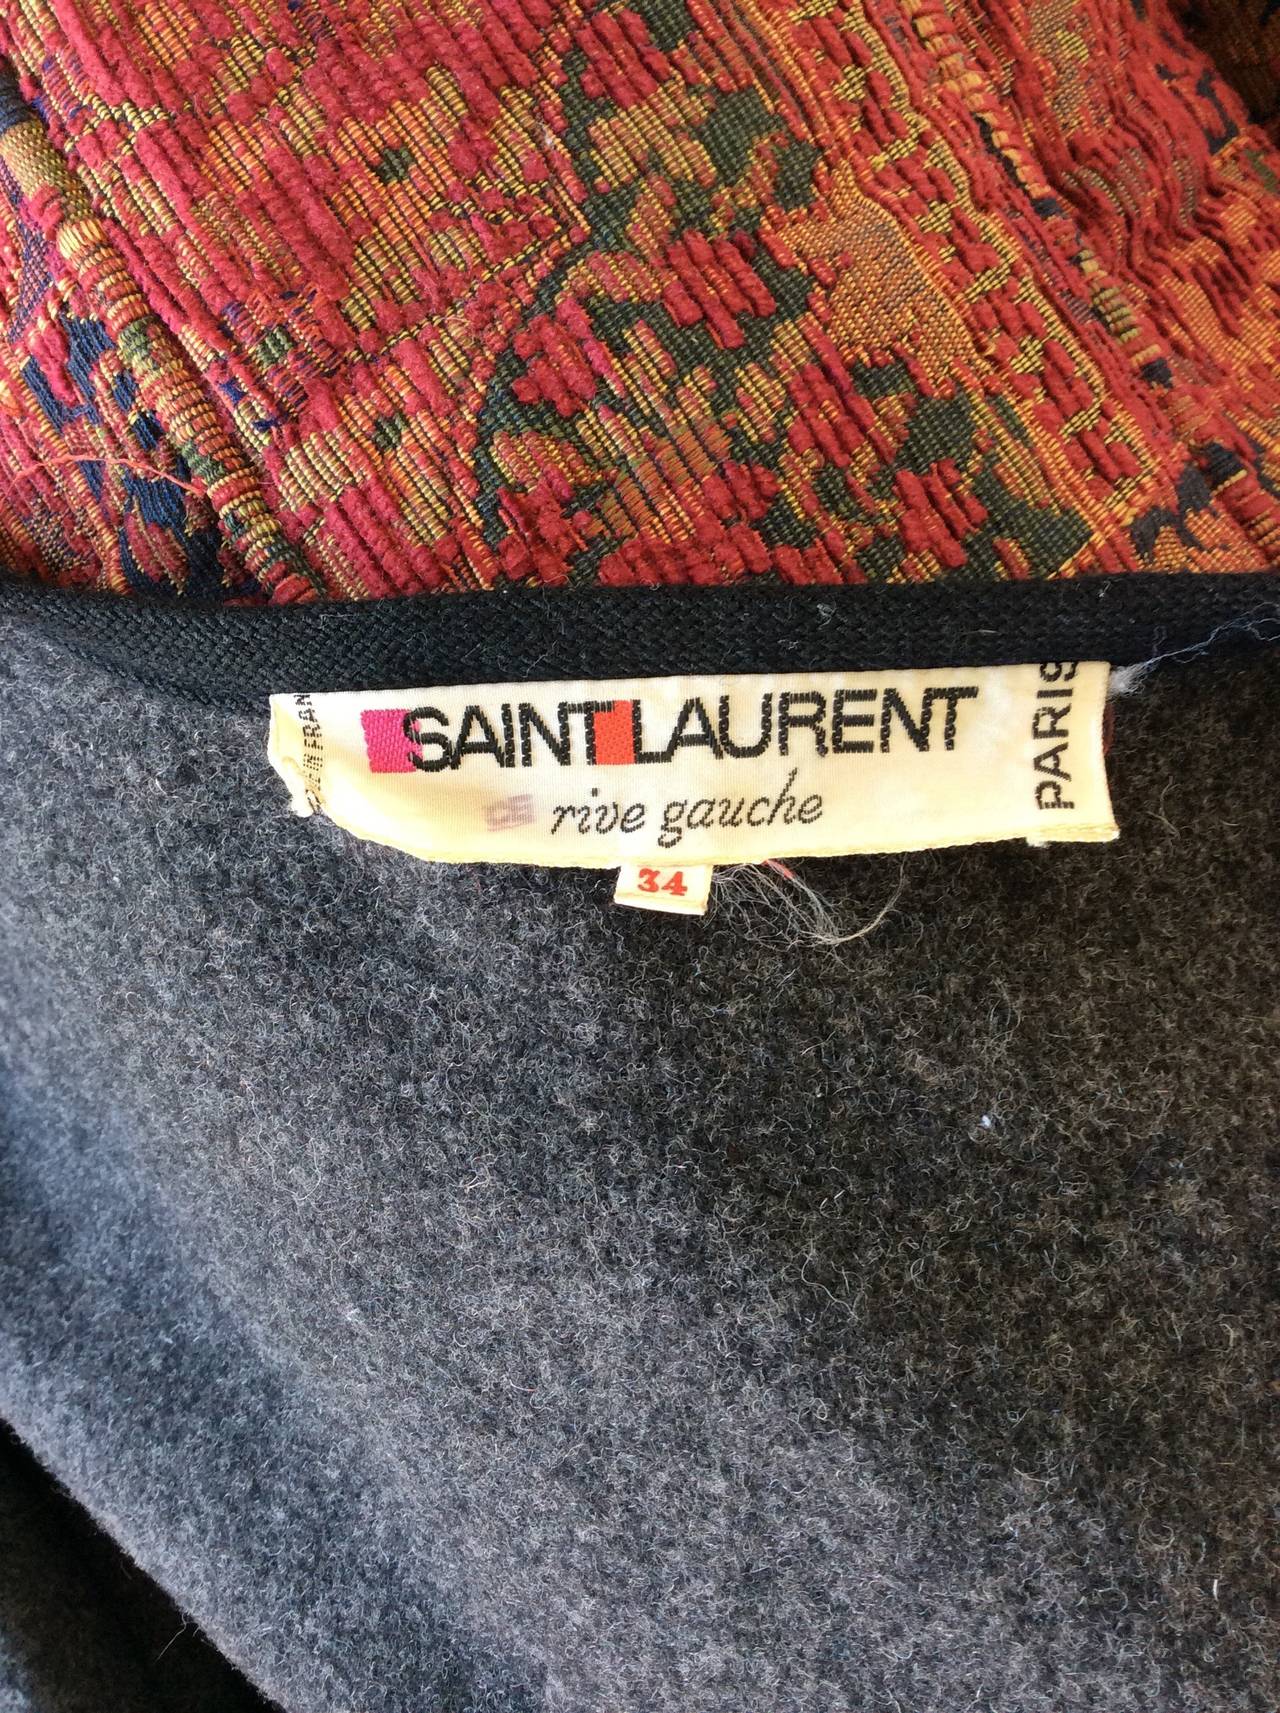 SAINT LAURENT
rive gauche
PARIS
34